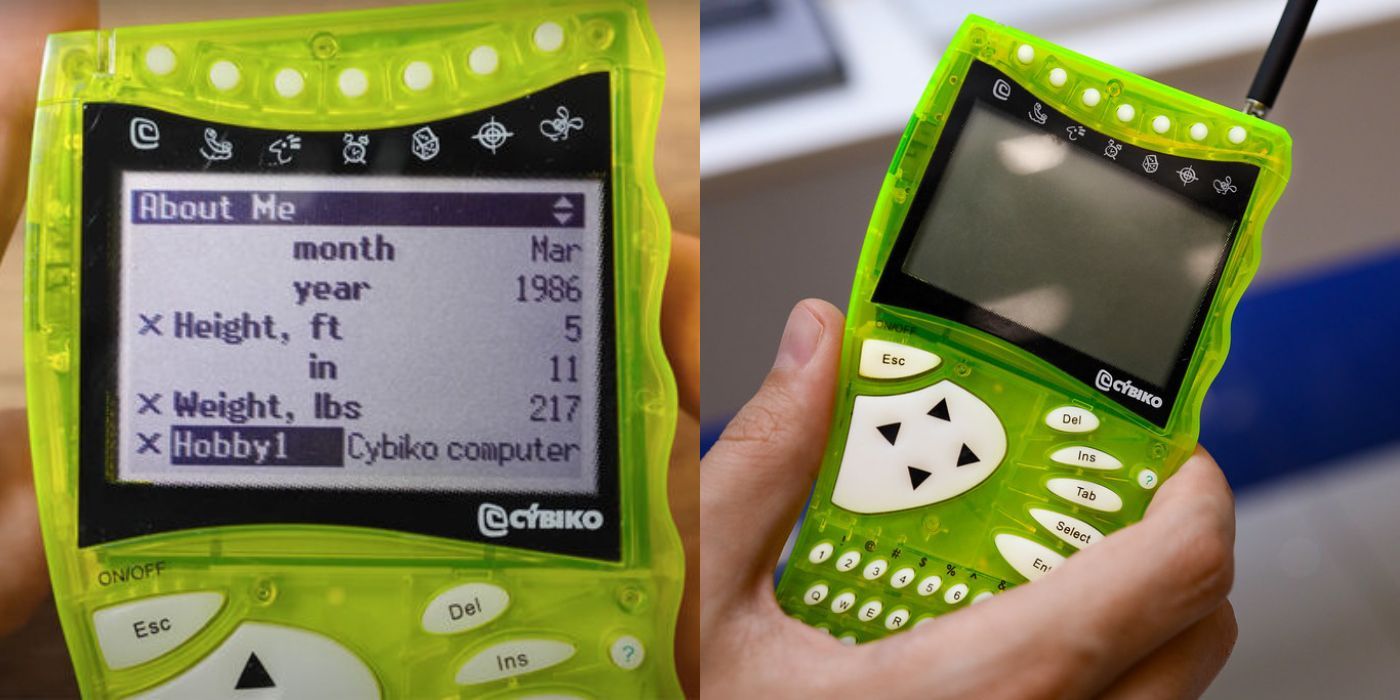 About Me
month Mar
year 1986
Height, ft 5
in 11
Weight, lbs 217
Hobby1 Cybiko computer
CYBIKO
ON/OFF
Esc
Del
Ins
?
CYBIKO
ON/OFF
Esc
Del
Ins
?
Tab
Select
! @ # $ % ^ &
1 2 3 4 5 6
Q W E R